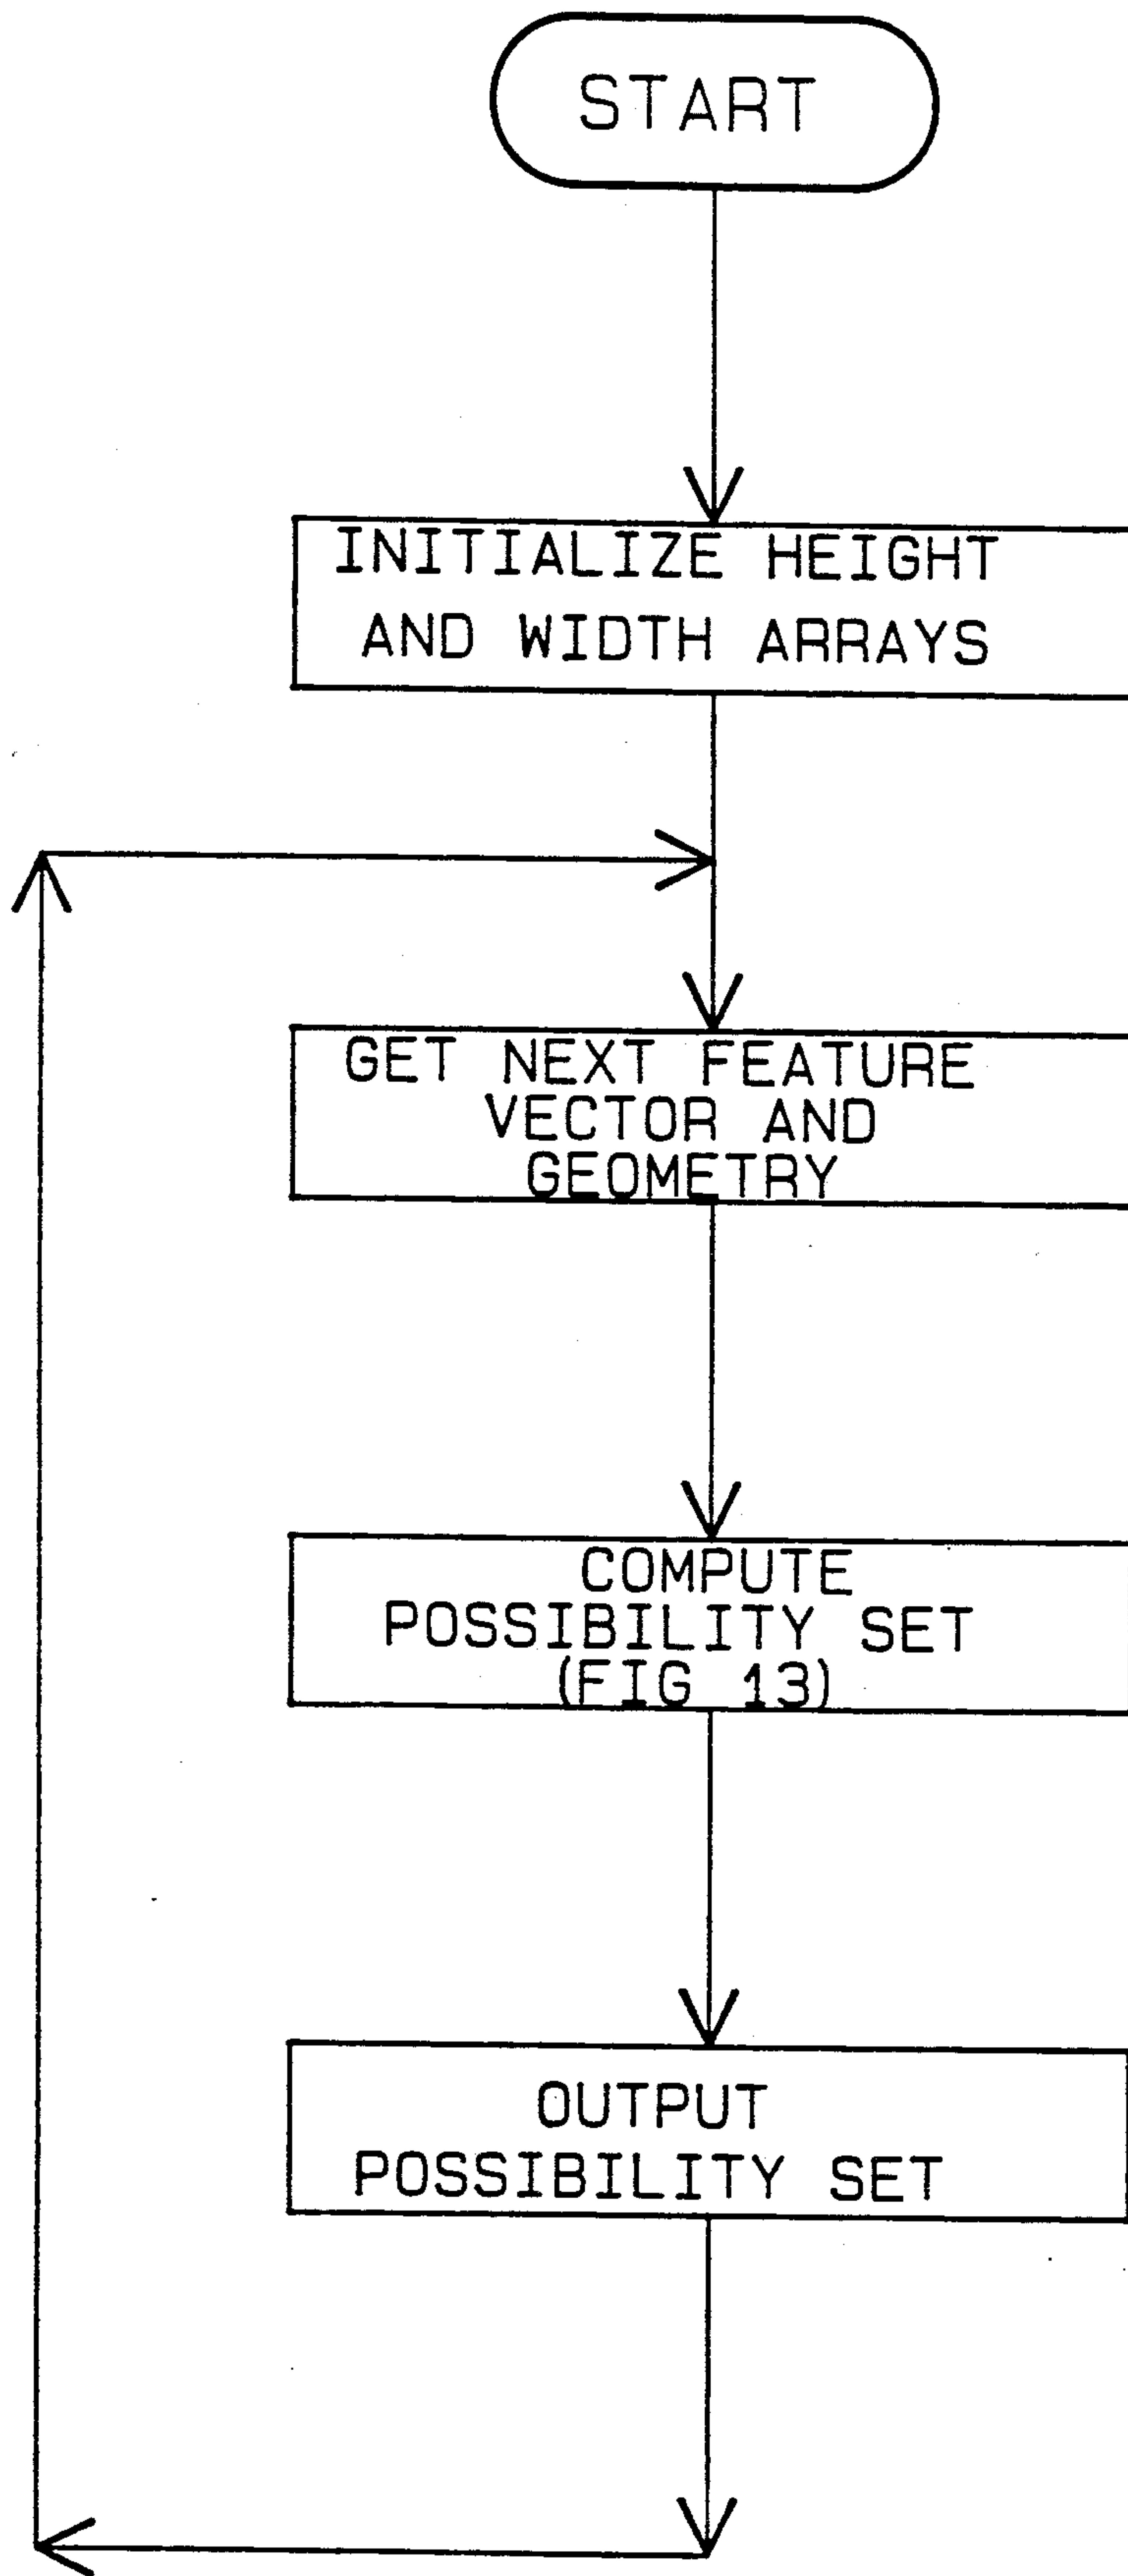 START
INITIALIZE HEIGHT
AND WIDTH ARRAYS
GET NEXT FEATURE
VECTOR AND
GEOMETRY
COMPUTE
POSSIBILITY SET
(FIG 13)
OUTPUT
POSSIBILITY SET